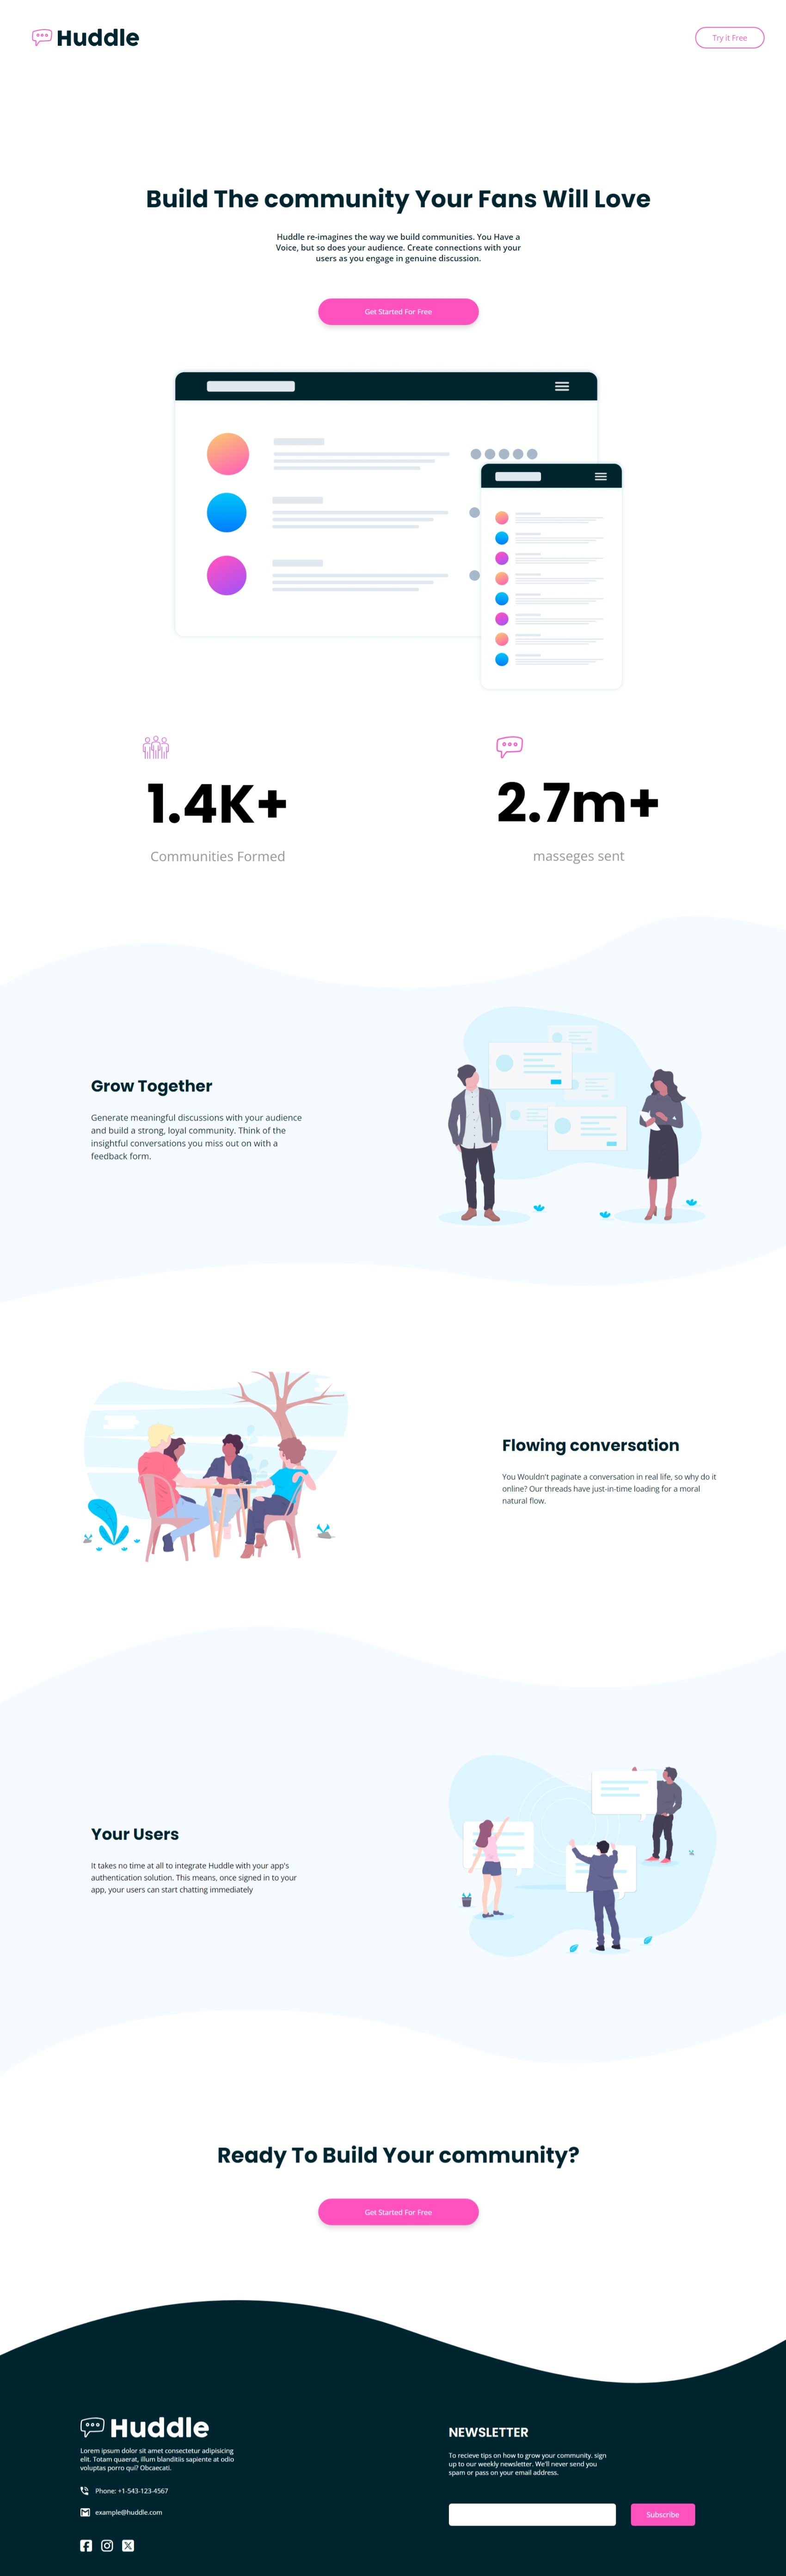 Huddle
Try it Free
Build The community Your Fans Will Love
Huddle re-imagines the way we build communities. You Have a
Voice, but so does your audience. Create connections with your
users as you engage in genuine discussion.
Get Started For Free
1.4K+
Communities Formed
2.7m+
masseges sent
Grow Together
Generate meaningful discussions with your audience
and build a strong, loyal community. Think of the
insightful conversations you miss out on with a
feedback form.
Flowing conversation
You Wouldn't paginate a conversation in real life, so why do it
online? Our threads have just-in-time loading for a moral
natural flow.
Your Users
It takes no time at all to integrate Huddle with your app's
authentication solution. This means, once signed in to your
app, your users can start chatting immediately
Ready To Build Your community?
Get Started For Free
Huddle
Lorem ipsum dolor sit amet consectetur adipisicing
elit. Totam quaerat, illum blanditiis sapiente at odio
voluptas porro qui? Obcaecati.
Phone: +1-543-123-4567
example@huddle.com
NEWSLETTER
To recieve tips on how to grow your community. sign
up to our weekly newsletter. We'll never send you
spam or pass on your email address.
Subscribe